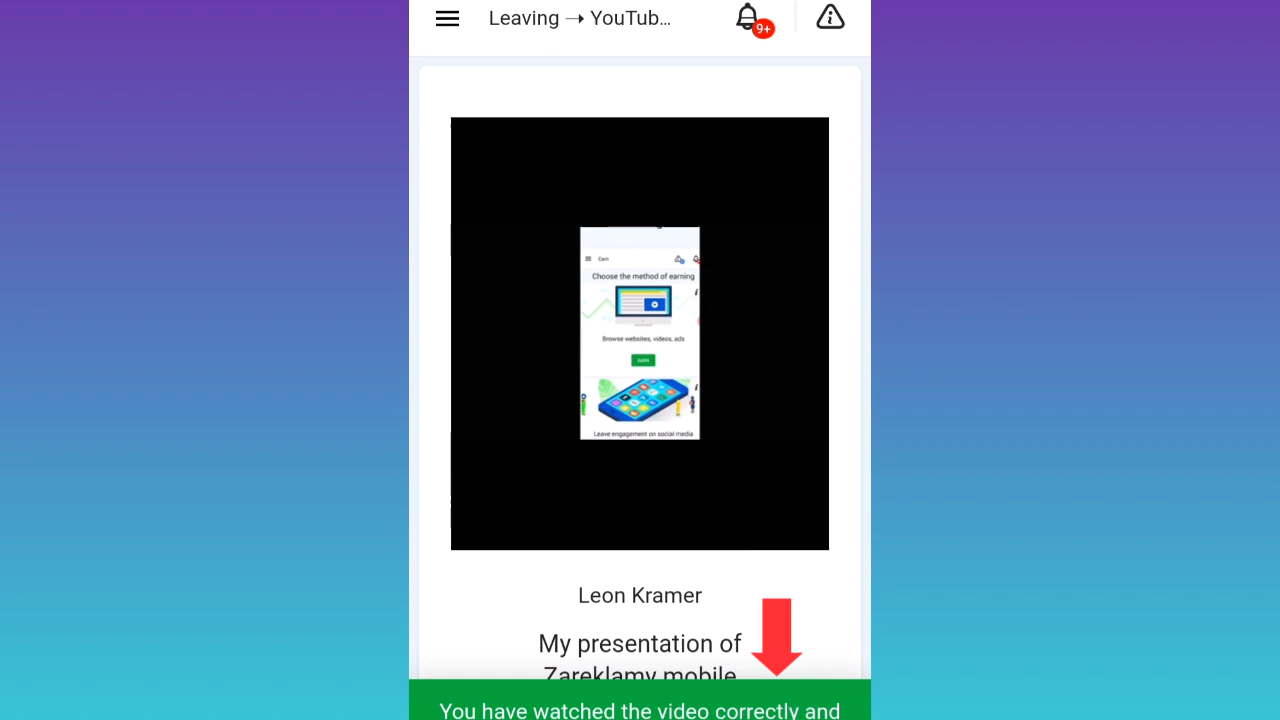 Leaving → YouTub...
9+
Earn
Choose the method of earning
Browse websites, videos, ads
EARN
Leave engagement on social media
Leon Kramer
My presentation of
Zareklamy mobile
You have watched the video correctly and